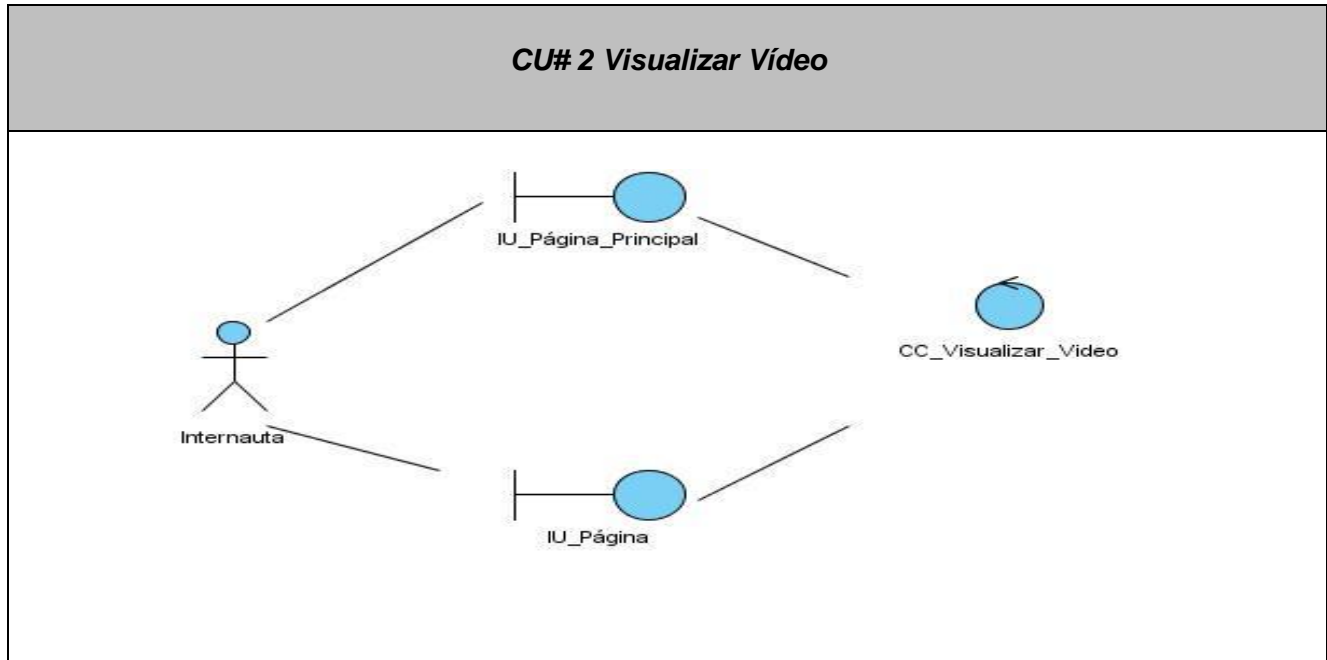 CU# 2 Visualizar Vídeo
IU_Página_Principal
CC_Visualizar_Video
Internauta
IU_Página